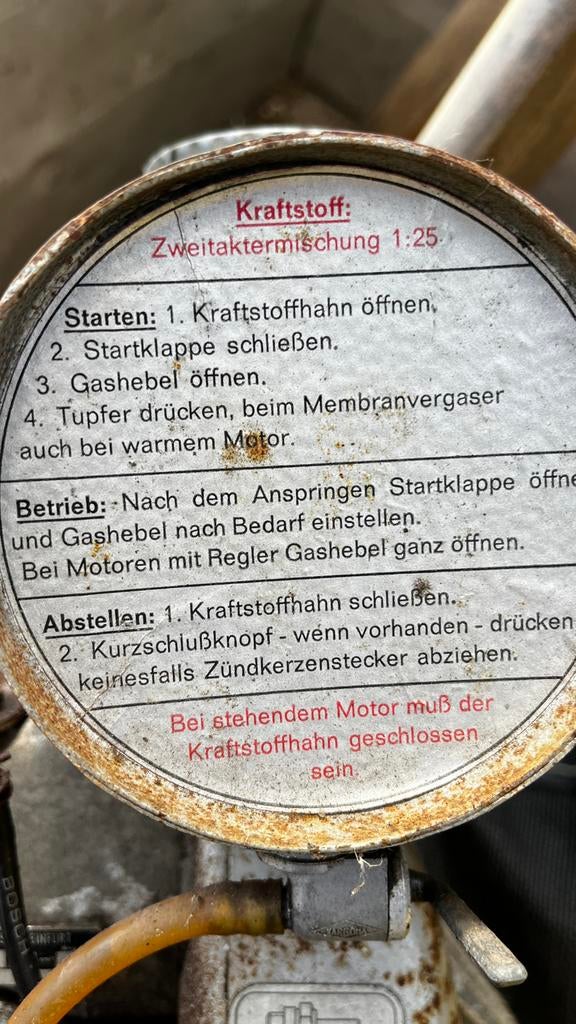 Kraftstoff:
Zweitaktermischung 1:25
Starten: 1. Kraftstoffhahn öffnen.
2. Startklappe schließen.
3. Gashebel öffnen.
4. Tupfer drücken, beim Membranvergaser
auch bei warmem Motor.
Betrieb: Nach dem Anspringen Startklappe öffne
und Gashebel nach Bedarf einstellen.
Bei Motoren mit Regler Gashebel ganz öffnen.
Abstellen: 1. Kraftstoffhahn schließen.
2. Kurzschlußknopf - wenn vorhanden - drücken
keinesfalls Zündkerzenstecker abziehen.
Bei stehendem Motor muß der
Kraftstoffhahn geschlossen
sein.
BOSCH